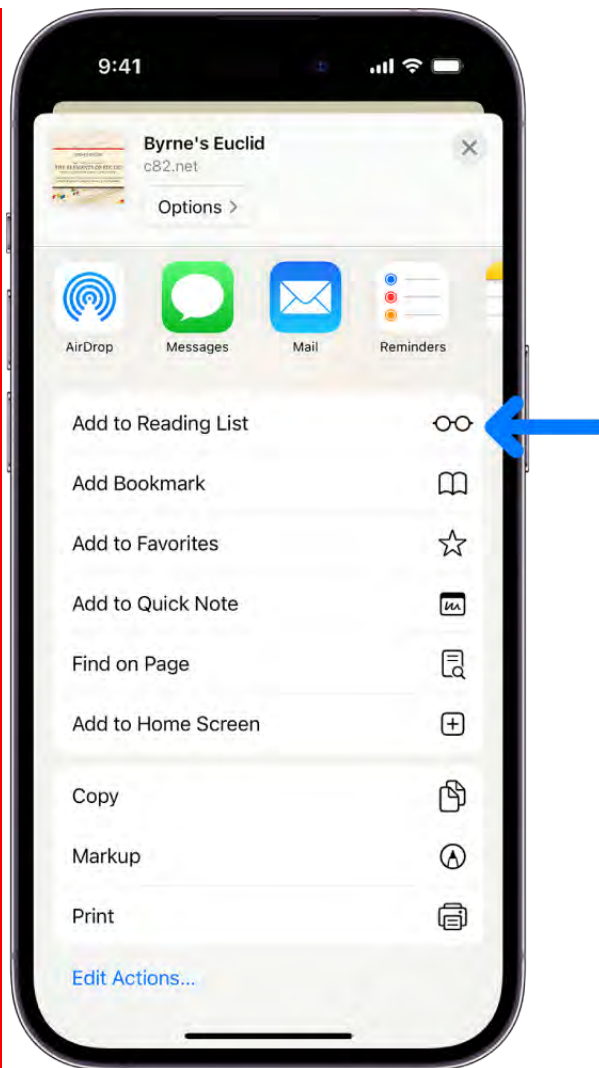 9:41
Byrne's Euclid
c82.net
Options >
AirDrop
Messages
Mail
Reminders
Add to Reading List
Add Bookmark
Add to Favorites
Add to Quick Note
Find on Page
Add to Home Screen
Copy
Markup
Print
Edit Actions...